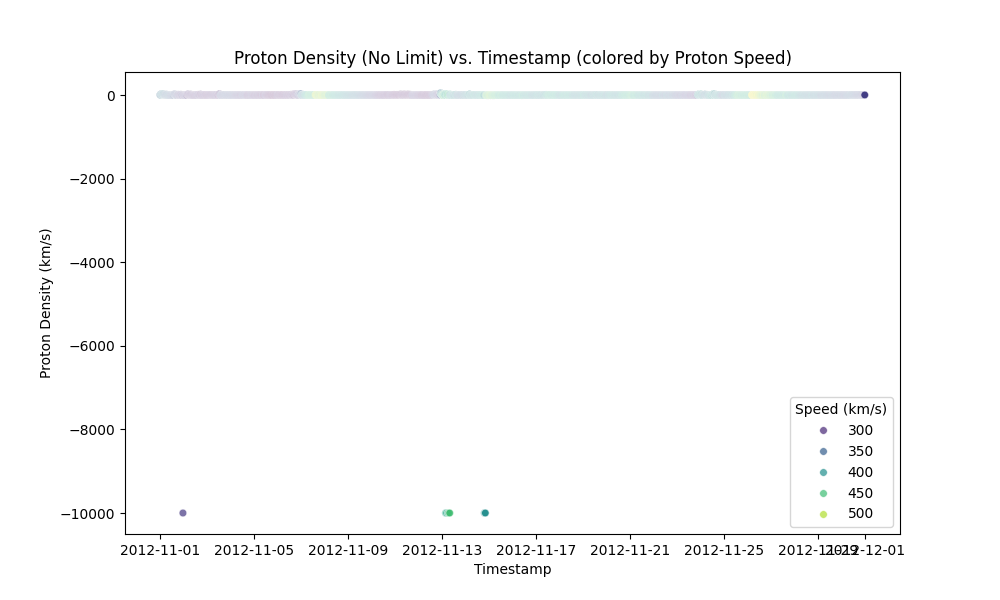 Proton Density (No Limit) vs. Timestamp (colored by Proton Speed)
Proton Density (km/s)
0
−2000
−4000
−6000
−8000
−10000
Speed (km/s)
300
350
400
450
500
2012-11-01 2012-11-05 2012-11-09 2012-11-13 2012-11-17 2012-11-21 2012-11-25 2012-11-29 2012-12-01
Timestamp